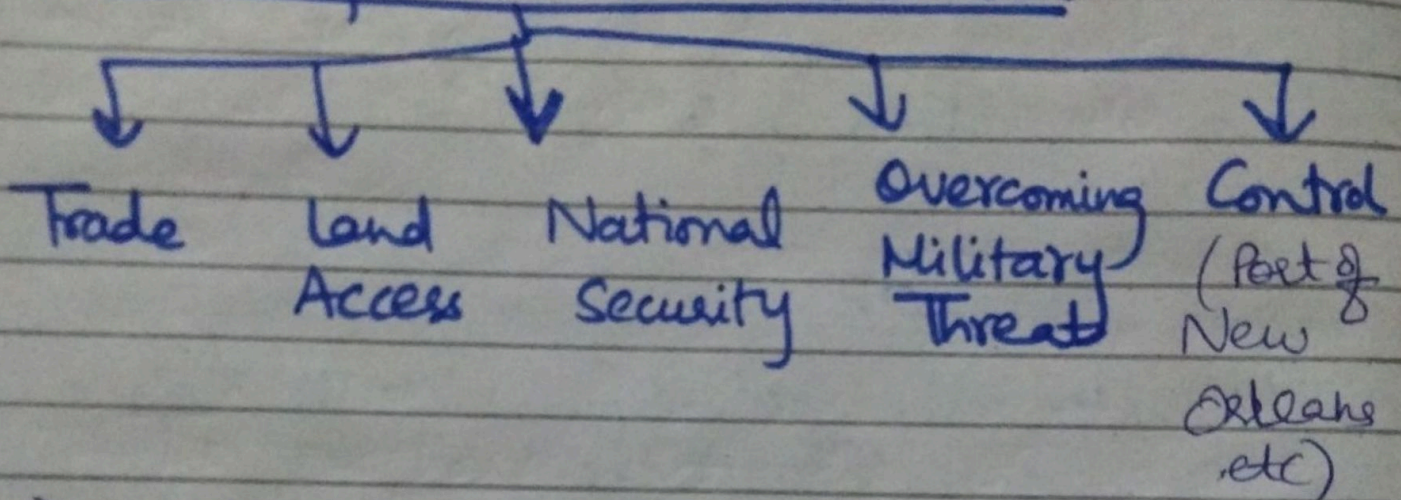 Trade
Land
Access
National
Security
Overcoming
Military
Threat
Control
(Port of
New
Orleans
.etc)